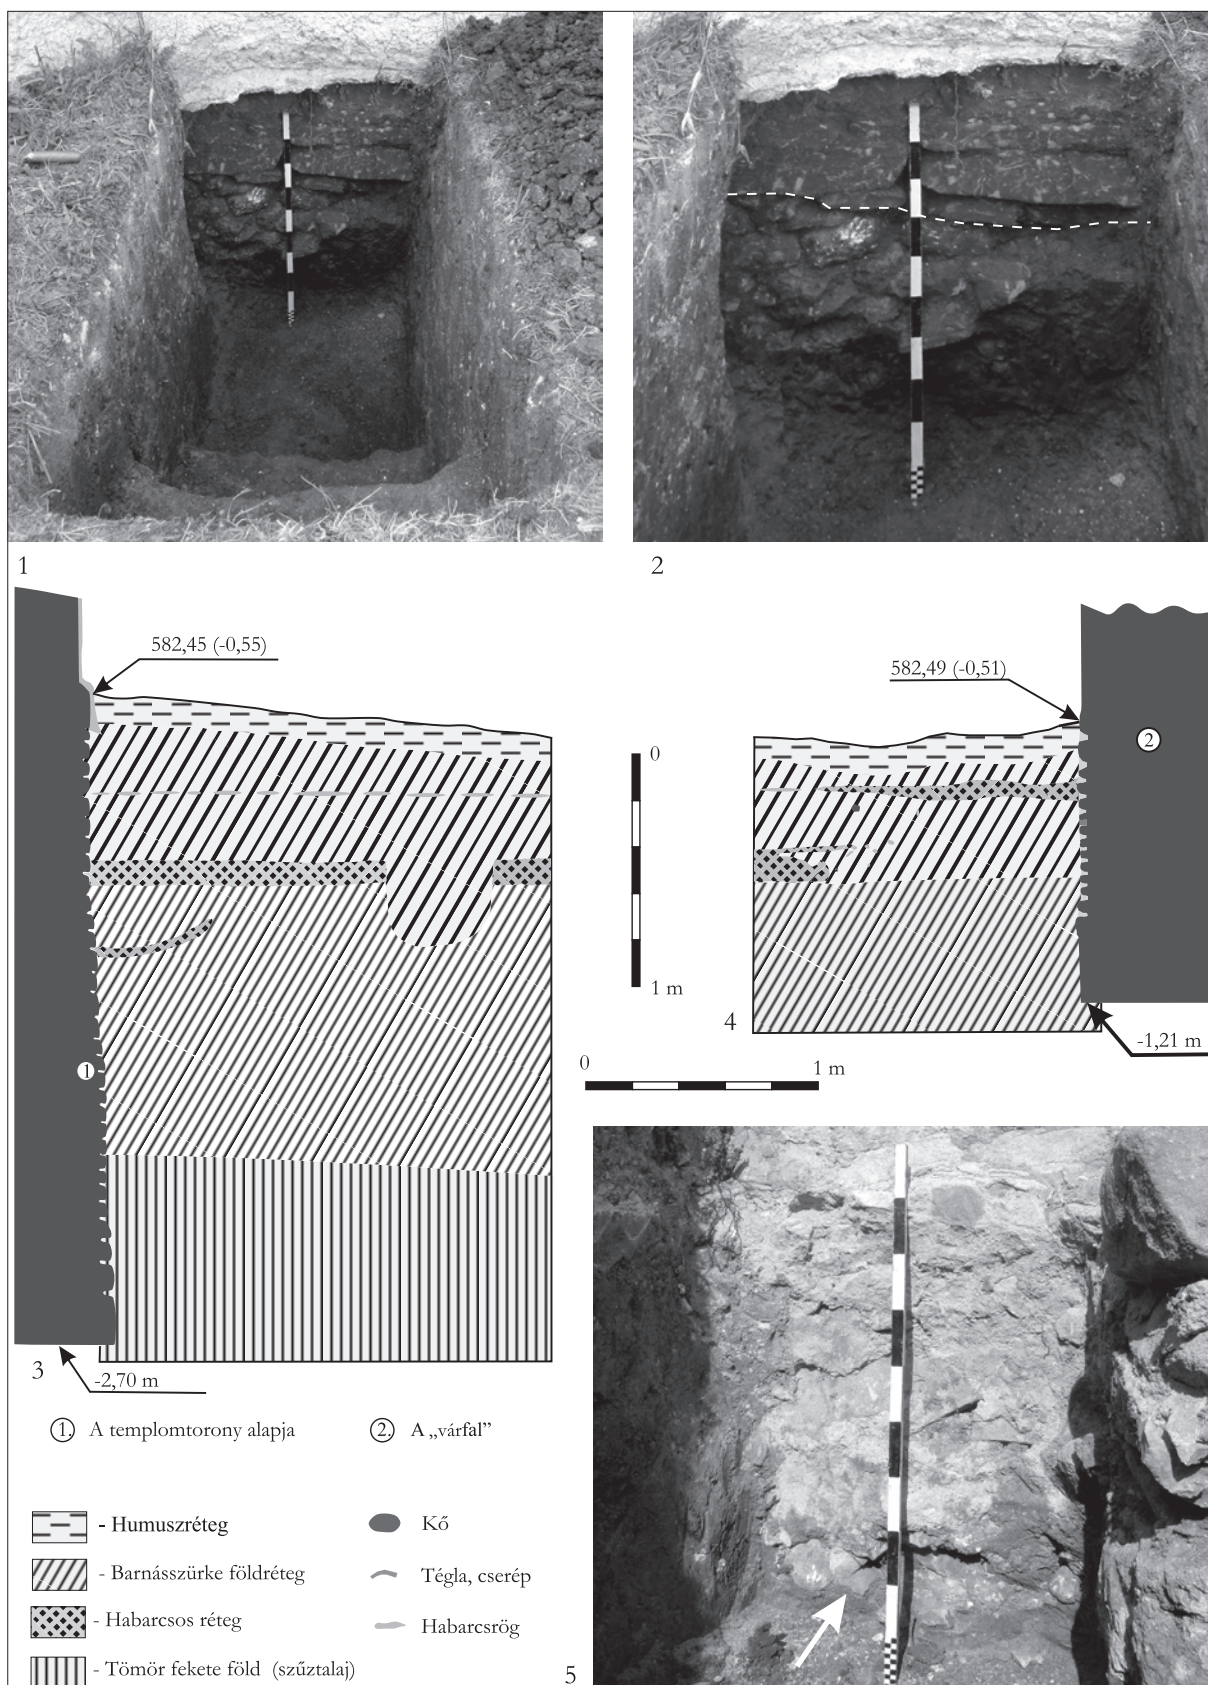 1
2
582,45 (-0,55)
582,49 (-0,51)
2
0
1 m
4
-1,21 m
0
1 m
1
3
-2,70 m
1. A templomtorony alapja
2. A „várfal”
- Humuszréteg
Kő
- Barnásszürke földréteg
Tégla, cserép
- Habarcsos réteg
Habarcsrög
- Tömör fekete föld (szűztalaj)
5